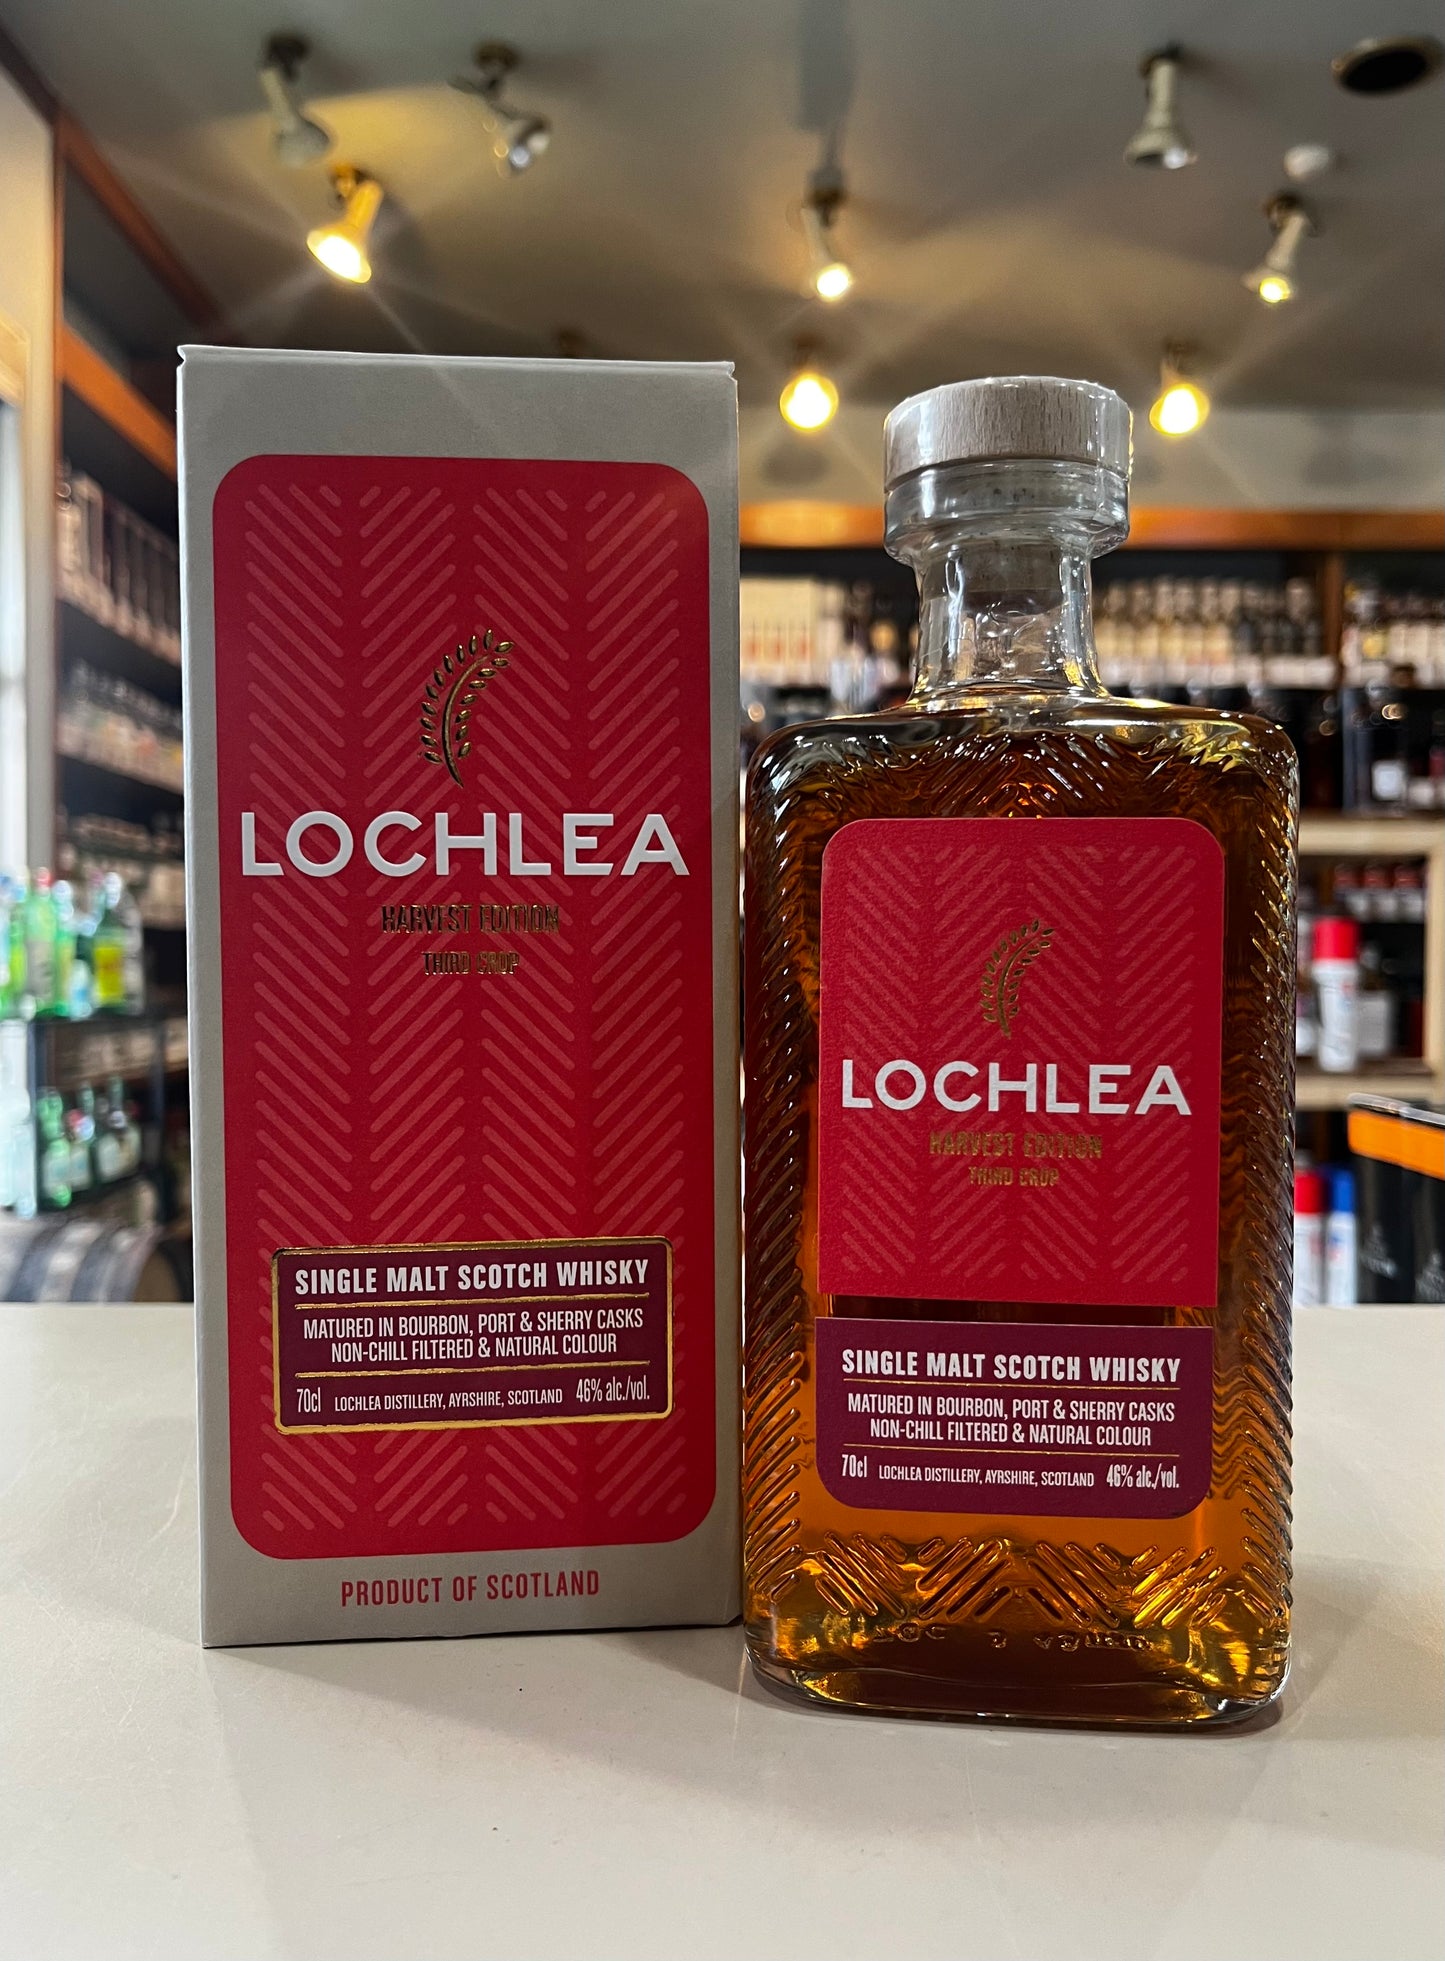 LOCHLEA
HARVEST EDITION
THIRD CROP
SINGLE MALT SCOTCH WHISKY
MATURED IN BOURBON, PORT & SHERRY CASKS
NON-CHILL FILTERED & NATURAL COLOUR
70cl LOCHLEA DISTILLERY, AYRSHIRE, SCOTLAND 46% alc./vol.
PRODUCT OF SCOTLAND
LOCHLEA
HARVEST EDITION
THIRD CROP
SINGLE MALT SCOTCH WHISKY
MATURED IN BOURBON, PORT & SHERRY CASKS
NON-CHILL FILTERED & NATURAL COLOUR
70cl LOCHLEA DISTILLERY, AYRSHIRE, SCOTLAND 46% alc./vol.